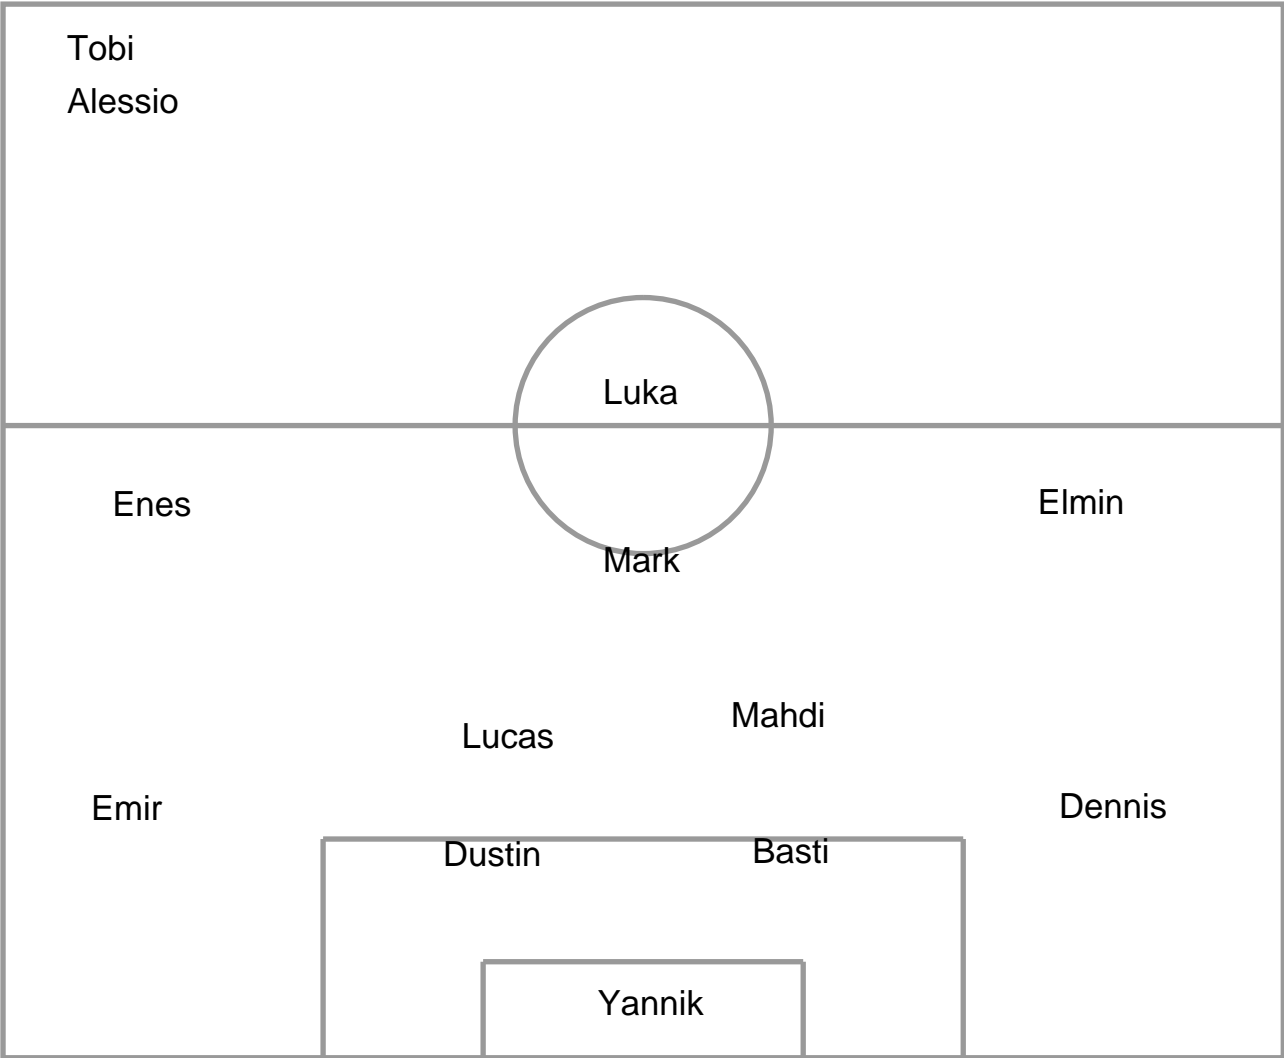 Tobi
Alessio
Luka
Enes
Elmin
Mark
Lucas
Mahdi
Emir
Dennis
Dustin
Basti
Yannik